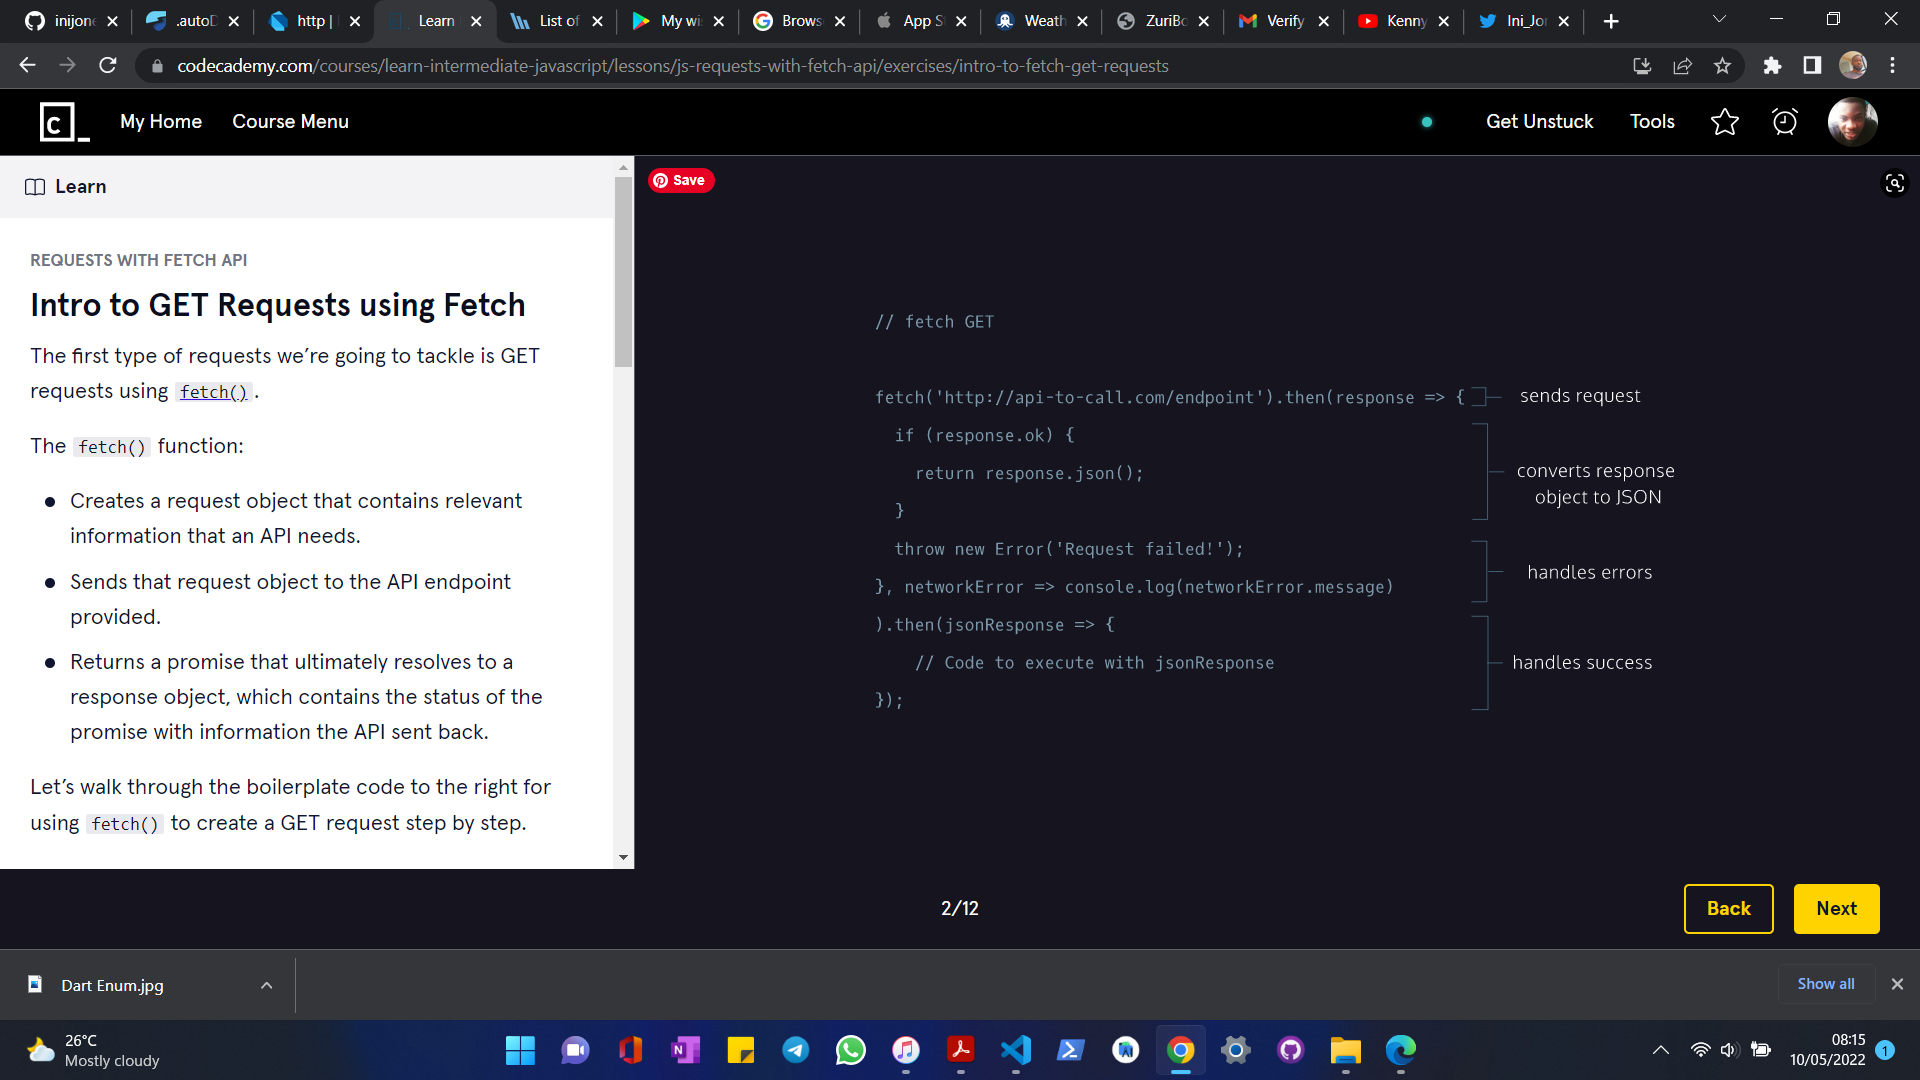 inijone
.autoD
http |
Learn
List of
My wi
Brows
App S
Weath
ZuriBo
Verify
Kenny
Ini_Jor
codecademy.com/courses/learn-intermediate-javascript/lessons/js-requests-with-fetch-api/exercises/intro-to-fetch-get-requests
c_
My Home
Course Menu
Get Unstuck
Tools
Learn
Save
REQUESTS WITH FETCH API
Intro to GET Requests using Fetch
The first type of requests we’re going to tackle is GET
requests using fetch().
The fetch() function:
Creates a request object that contains relevant
information that an API needs.
Sends that request object to the API endpoint
provided.
Returns a promise that ultimately resolves to a
response object, which contains the status of the
promise with information the API sent back.
Let’s walk through the boilerplate code to the right for
using fetch() to create a GET request step by step.
// fetch GET
fetch('http://api-to-call.com/endpoint').then(response => {
if (response.ok) {
return response.json();
}
throw new Error('Request failed!');
}, networkError => console.log(networkError.message)
).then(jsonResponse => {
// Code to execute with jsonResponse
});
sends request
converts response
object to JSON
handles errors
handles success
2/12
Back
Next
Dart Enum.jpg
Show all
26°C
Mostly cloudy
08:15
10/05/2022
1